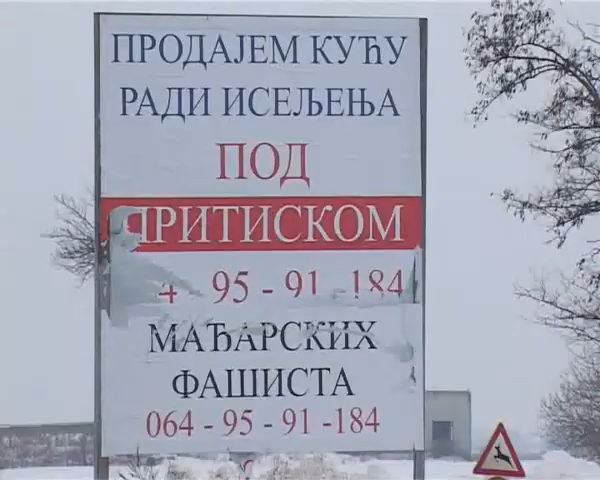 ПРОДАЈЕМ КУЋУ
РАДИ ИСЕЉЕЊА
ПОД
ПРИТИСКОМ
95 - 91 -184
МАЂАРСКИХ
ФАШИСТА
064 - 95 - 91 -184